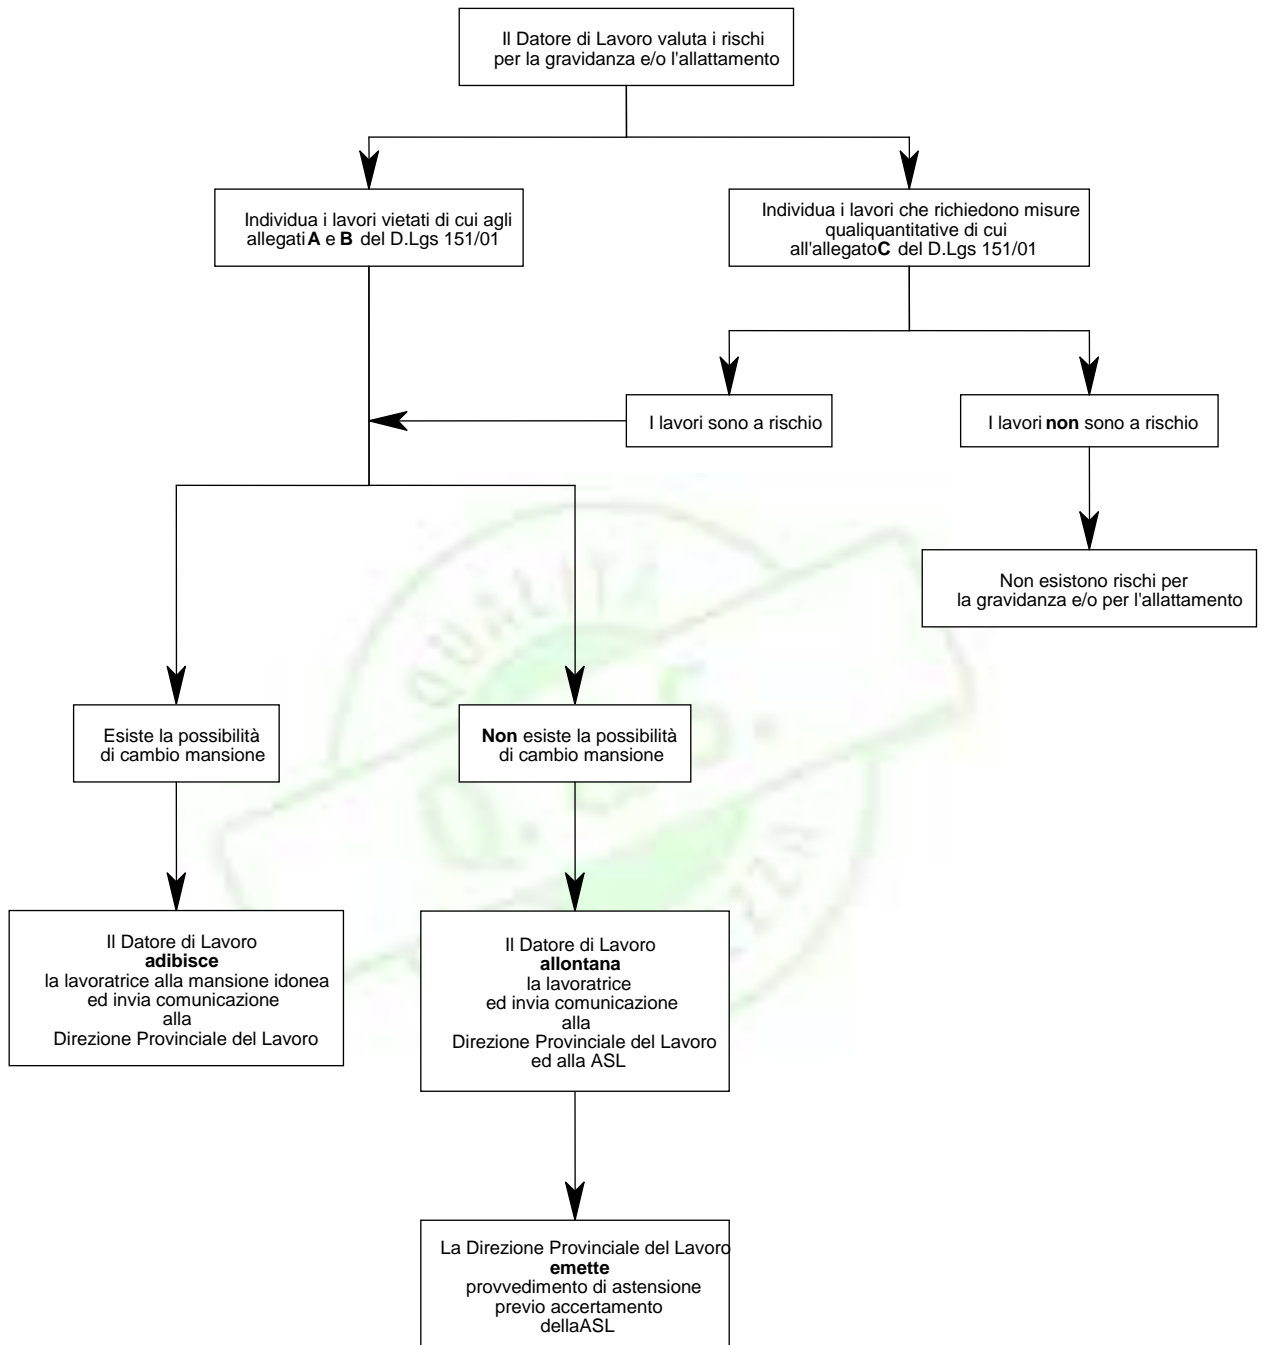 Il Datore di Lavoro valuta i rischi
per la gravidanza e/o l'allattamento
Individua i lavori vietati di cui agli
allegati A e B del D.Lgs 151/01
Individua i lavori che richiedono misure
qualiquantitative di cui
all'allegatoC del D.Lgs 151/01
I lavori sono a rischio
I lavori non sono a rischio
Non esistono rischi per
la gravidanza e/o per l'allattamento
Esiste la possibilità
di cambio mansione
Non esiste la possibilità
di cambio mansione
Il Datore di Lavoro
adibisce
la lavoratrice alla mansione idonea
ed invia comunicazione
alla
Direzione Provinciale del Lavoro
Il Datore di Lavoro
allontana
la lavoratrice
ed invia comunicazione
alla
Direzione Provinciale del Lavoro
ed alla ASL
La Direzione Provinciale del Lavoro
emette
provvedimento di astensione
previo accertamento
dellaASL
QUALITÀ